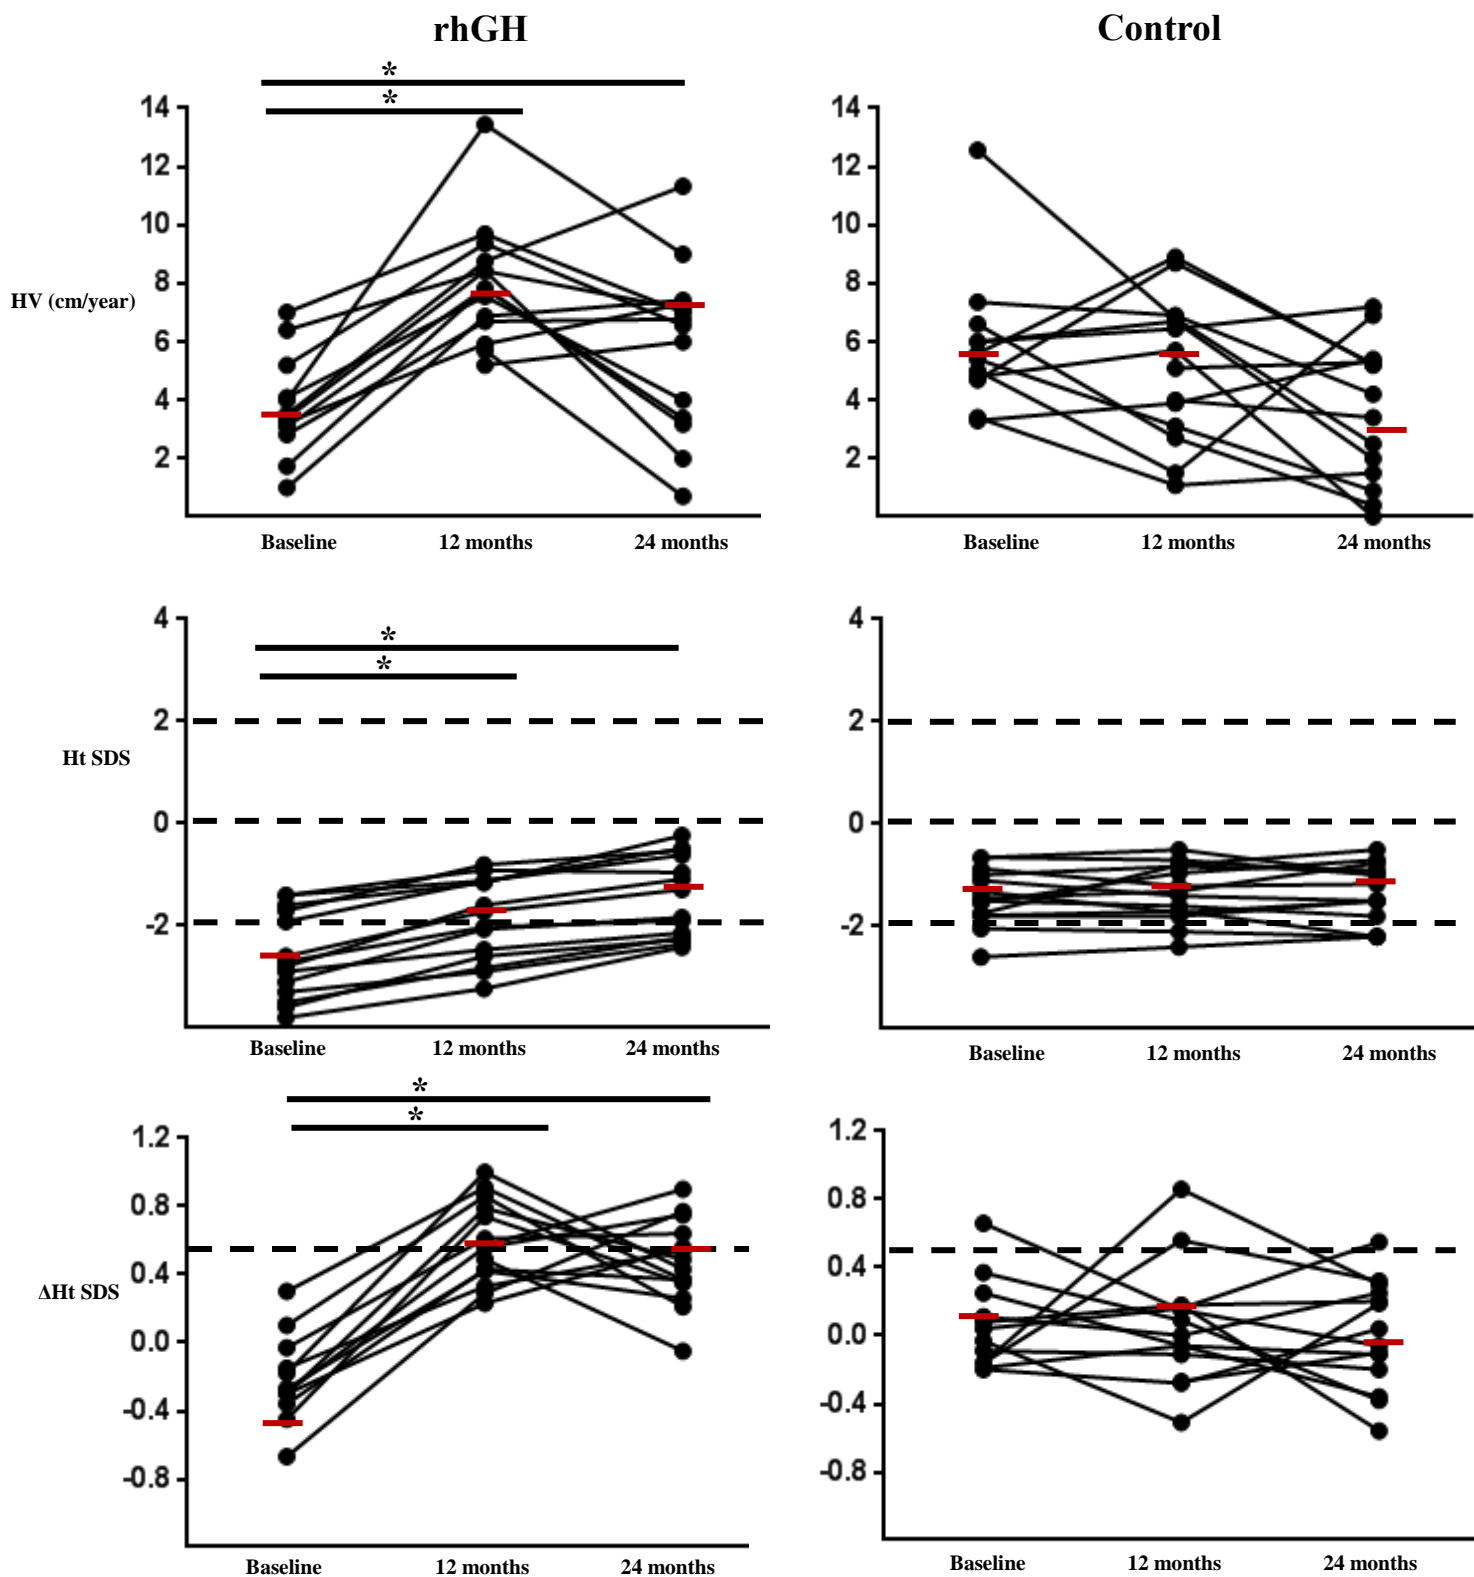 rhGH
Control
*
*
14
12
10
8
6
4
2
HV (cm/year)
Baseline
12 months
24 months
14
12
10
8
6
4
2
Baseline
12 months
24 months
*
*
4
2
0
-2
Ht SDS
Baseline
12 months
24 months
4
2
0
-2
Baseline
12 months
24 months
*
*
1.2
0.8
0.4
0.0
-0.4
-0.8
ΔHt SDS
Baseline
12 months
24 months
1.2
0.8
0.4
0.0
-0.4
-0.8
Baseline
12 months
24 months